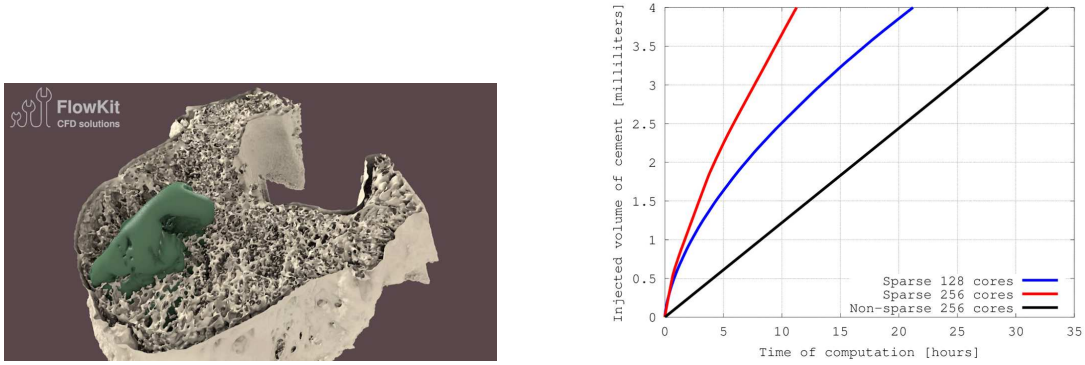 FlowKit
CFD solutions
Injected volume of cement [milliliters]
4
3.5
3
2.5
2
1.5
1
0.5
0
0 5 10 15 20 25 30 35
Sparse 128 cores
Sparse 256 cores
Non-sparse 256 cores
Time of computation [hours]